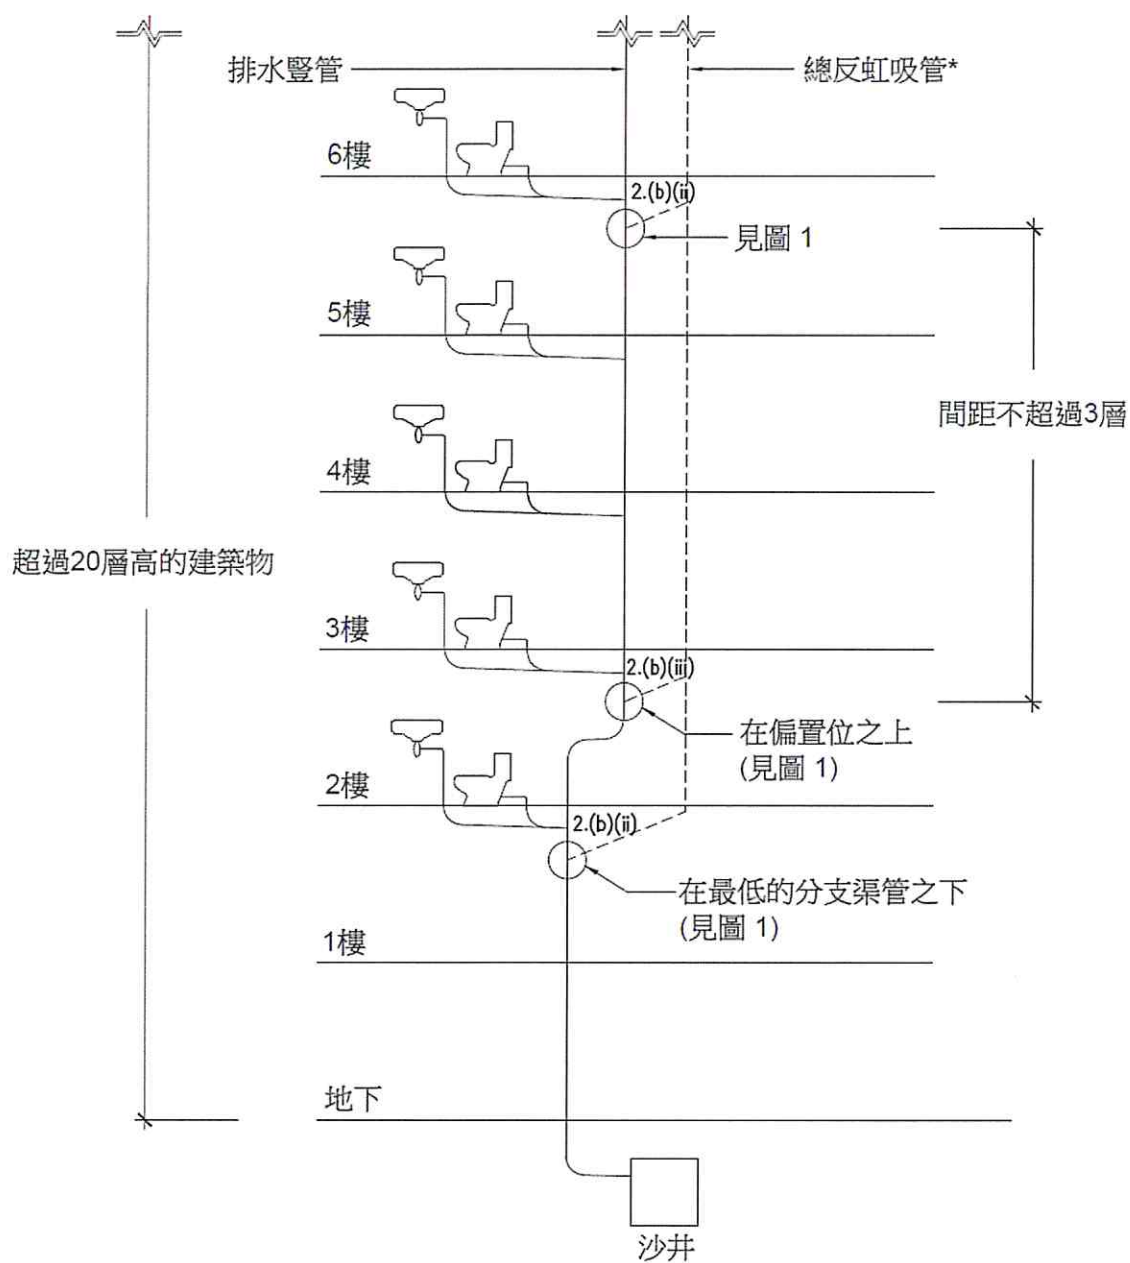 排水豎管
總反虹吸管*
6樓
2.(b)(ii)
見圖 1
5樓
間距不超過3層
4樓
超過20層高的建築物
3樓
2.(b)(iii)
在偏置位之上
(見圖 1)
2樓
2.(b)(ii)
在最低的分支渠管之下
(見圖 1)
1樓
地下
沙井